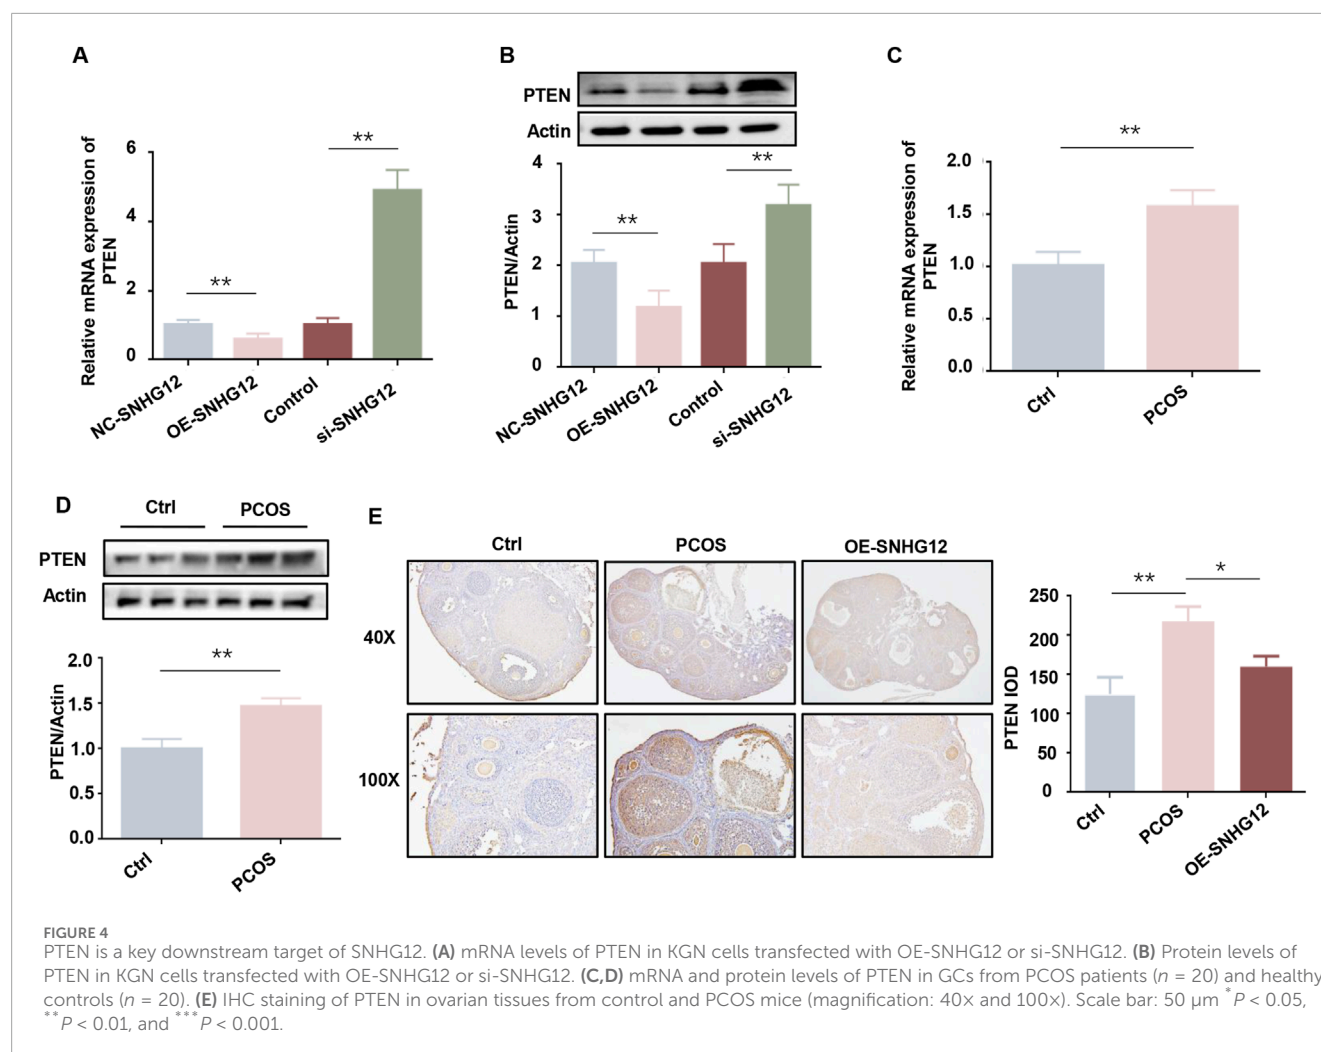 A
Relative mRNA expression of
PTEN
6
4
2
0
**
**
NC-SNHG12
OE-SNHG12
Control
si-SNHG12
B
PTEN
Actin
PTEN/Actin
4
3
2
1
0
**
**
NC-SNHG12
OE-SNHG12
Control
si-SNHG12
C
Relative mRNA expression of
PTEN
2.0
1.5
1.0
0.5
0.0
**
Ctrl
PCOS
D
Ctrl PCOS
PTEN
Actin
PTEN/Actin
2.0
1.5
1.0
0.5
0.0
**
Ctrl
PCOS
E
Ctrl PCOS OE-SNHG12
40X
100X
PTEN IOD
250
200
150
100
50
0
**
*
Ctrl
PCOS
OE-SNHG12
FIGURE 4
PTEN is a key downstream target of SNHG12. (A) mRNA levels of PTEN in KGN cells transfected with OE-SNHG12 or si-SNHG12. (B) Protein levels of
PTEN in KGN cells transfected with OE-SNHG12 or si-SNHG12. (C,D) mRNA and protein levels of PTEN in GCs from PCOS patients (n = 20) and healthy
controls (n = 20). (E) IHC staining of PTEN in ovarian tissues from control and PCOS mice (magnification: 40× and 100×). Scale bar: 50 μm *P < 0.05,
**P < 0.01, and ***P < 0.001.